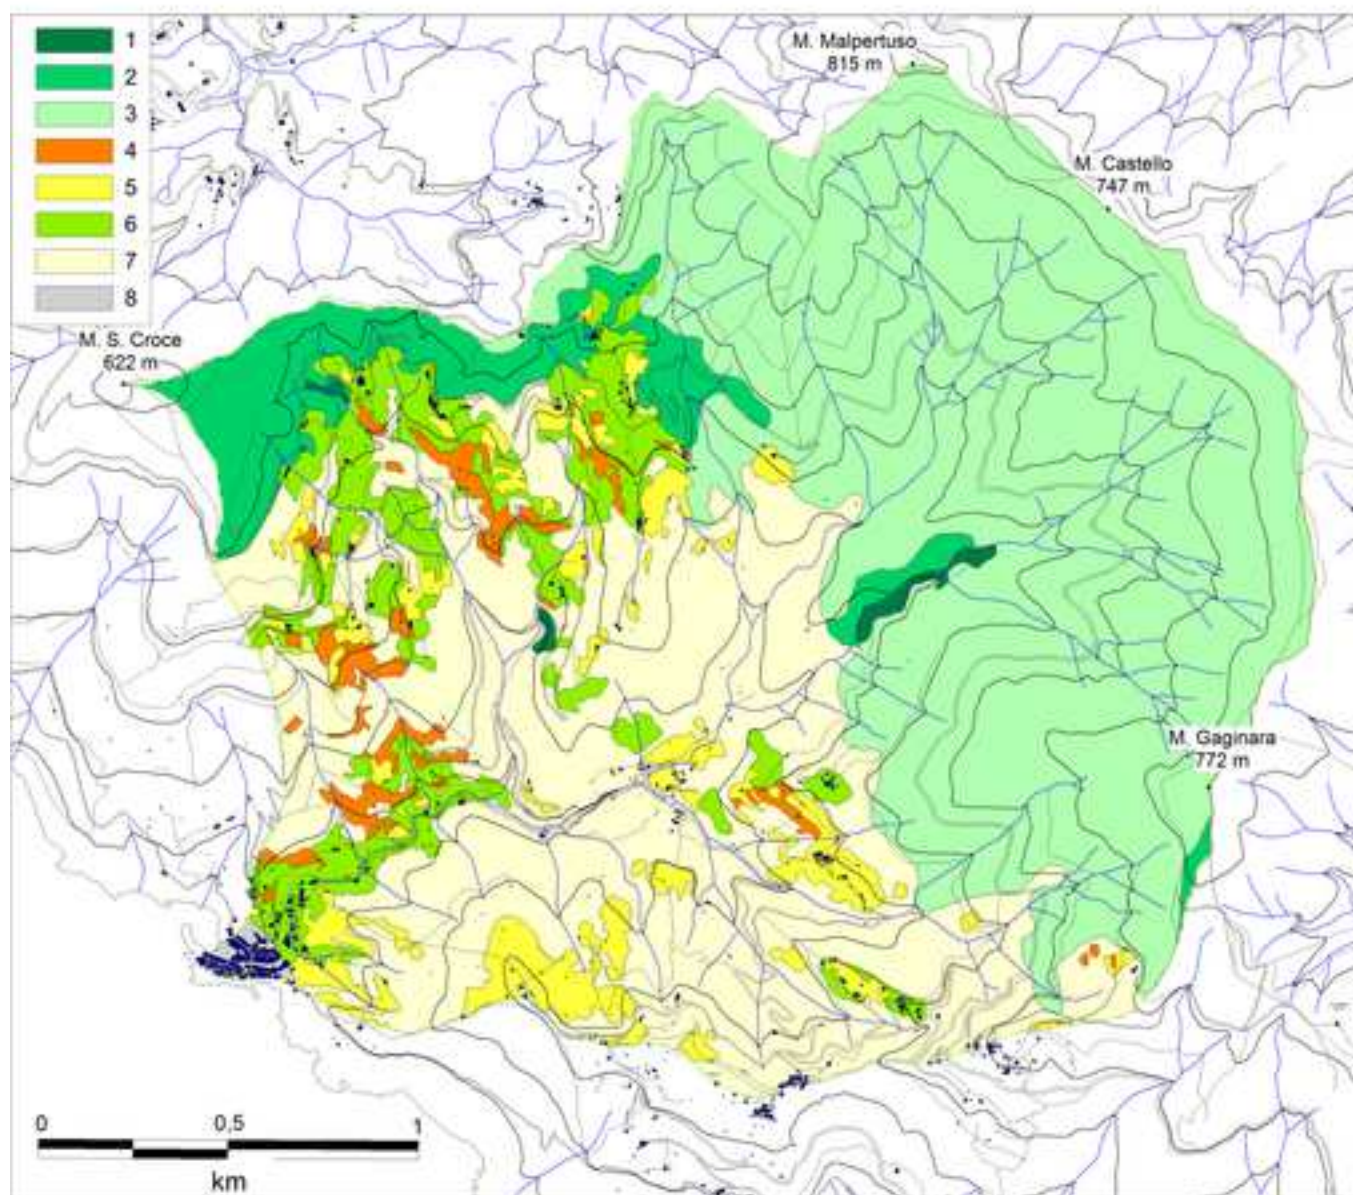 1
2
3
4
5
6
7
8
M. Malpertuso
815 m
M. Castello
747 m
M. S. Croce
622 m
M. Gaginara
772 m
0 0,5 1
km